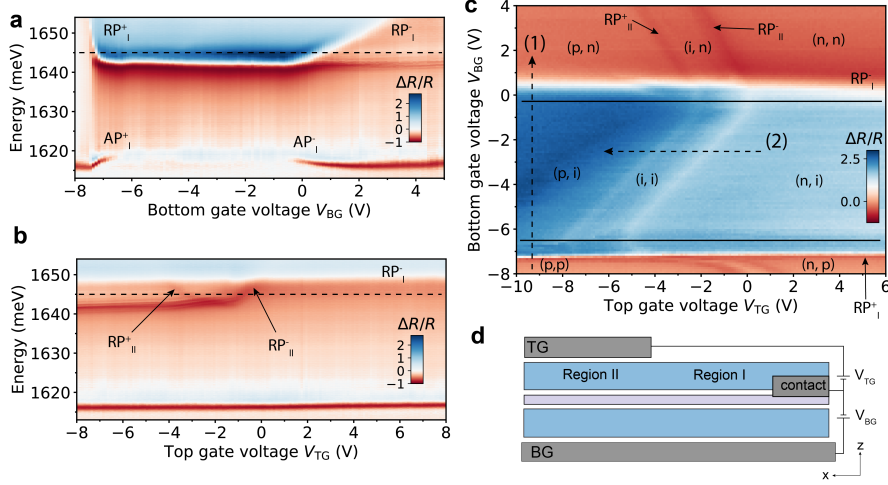 a
1650
1640
1630
1620
Energy (meV)
RP+I
RP-I
AP+I
AP-I
ΔR/R
2
1
0
−1
−8
−6
−4
−2
0
2
4
Bottom gate voltage VBG (V)
b
1650
1640
1630
1620
Energy (meV)
RP-I
RP+II
RP-II
ΔR/R
2
1
0
−1
−8
−6
−4
−2
0
2
4
6
8
Top gate voltage VTG (V)
c
4
2
0
−2
−4
−6
−8
Bottom gate voltage VBG (V)
RP+II
RP-II
(1)
(p, n)
(i, n)
(n, n)
RP-I
(2)
(p, i)
(i, i)
(n, i)
ΔR/R
2.5
0.0
(p,p)
(n, p)
−10
−8
−6
−4
−2
0
2
4
Top gate voltage VTG (V)
RP+I
d
TG
Region II
Region I
contact
VTG
VBG
BG
z
x